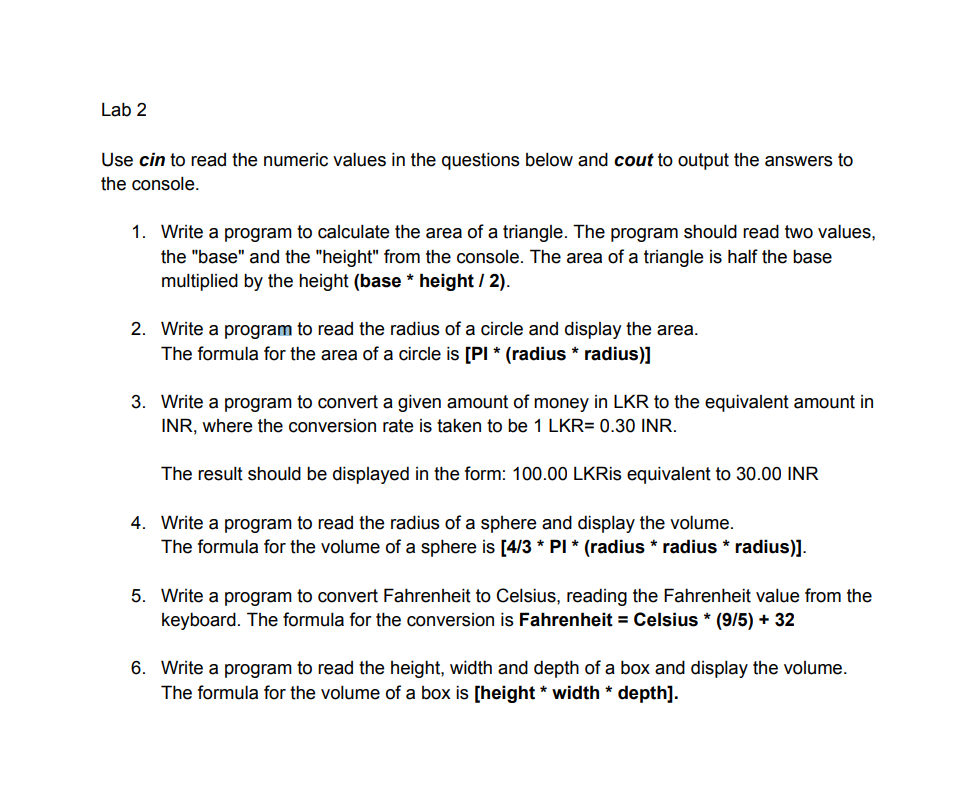 Lab 2
Use cin to read the numeric values in the questions below and cout to output the answers to
the console.
1. Write a program to calculate the area of a triangle. The program should read two values,
the "base" and the "height" from the console. The area of a triangle is half the base
multiplied by the height (base * height / 2).
2. Write a program to read the radius of a circle and display the area.
The formula for the area of a circle is [PI * (radius * radius)]
3. Write a program to convert a given amount of money in LKR to the equivalent amount in
INR, where the conversion rate is taken to be 1 LKR= 0.30 INR.
The result should be displayed in the form: 100.00 LKRis equivalent to 30.00 INR
4. Write a program to read the radius of a sphere and display the volume.
The formula for the volume of a sphere is [4/3 * PI * (radius * radius * radius)].
5. Write a program to convert Fahrenheit to Celsius, reading the Fahrenheit value from the
keyboard. The formula for the conversion is Fahrenheit = Celsius * (9/5) + 32
6. Write a program to read the height, width and depth of a box and display the volume.
The formula for the volume of a box is [height * width * depth].